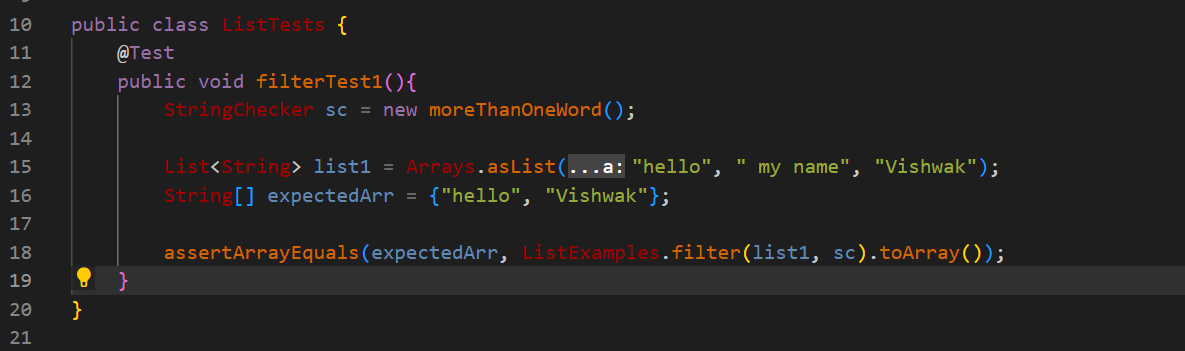 10 public class ListTests {
11 @Test
12 public void filterTest1(){
13 StringChecker sc = new moreThanOneWord();
14
15 List<String> list1 = Arrays.asList(...a: "hello", " my name", "Vishwak");
16 String[] expectedArr = {"hello", "Vishwak"};
17
18 assertArrayEquals(expectedArr, ListExamples.filter(list1, sc).toArray());
19 }
20 }
21